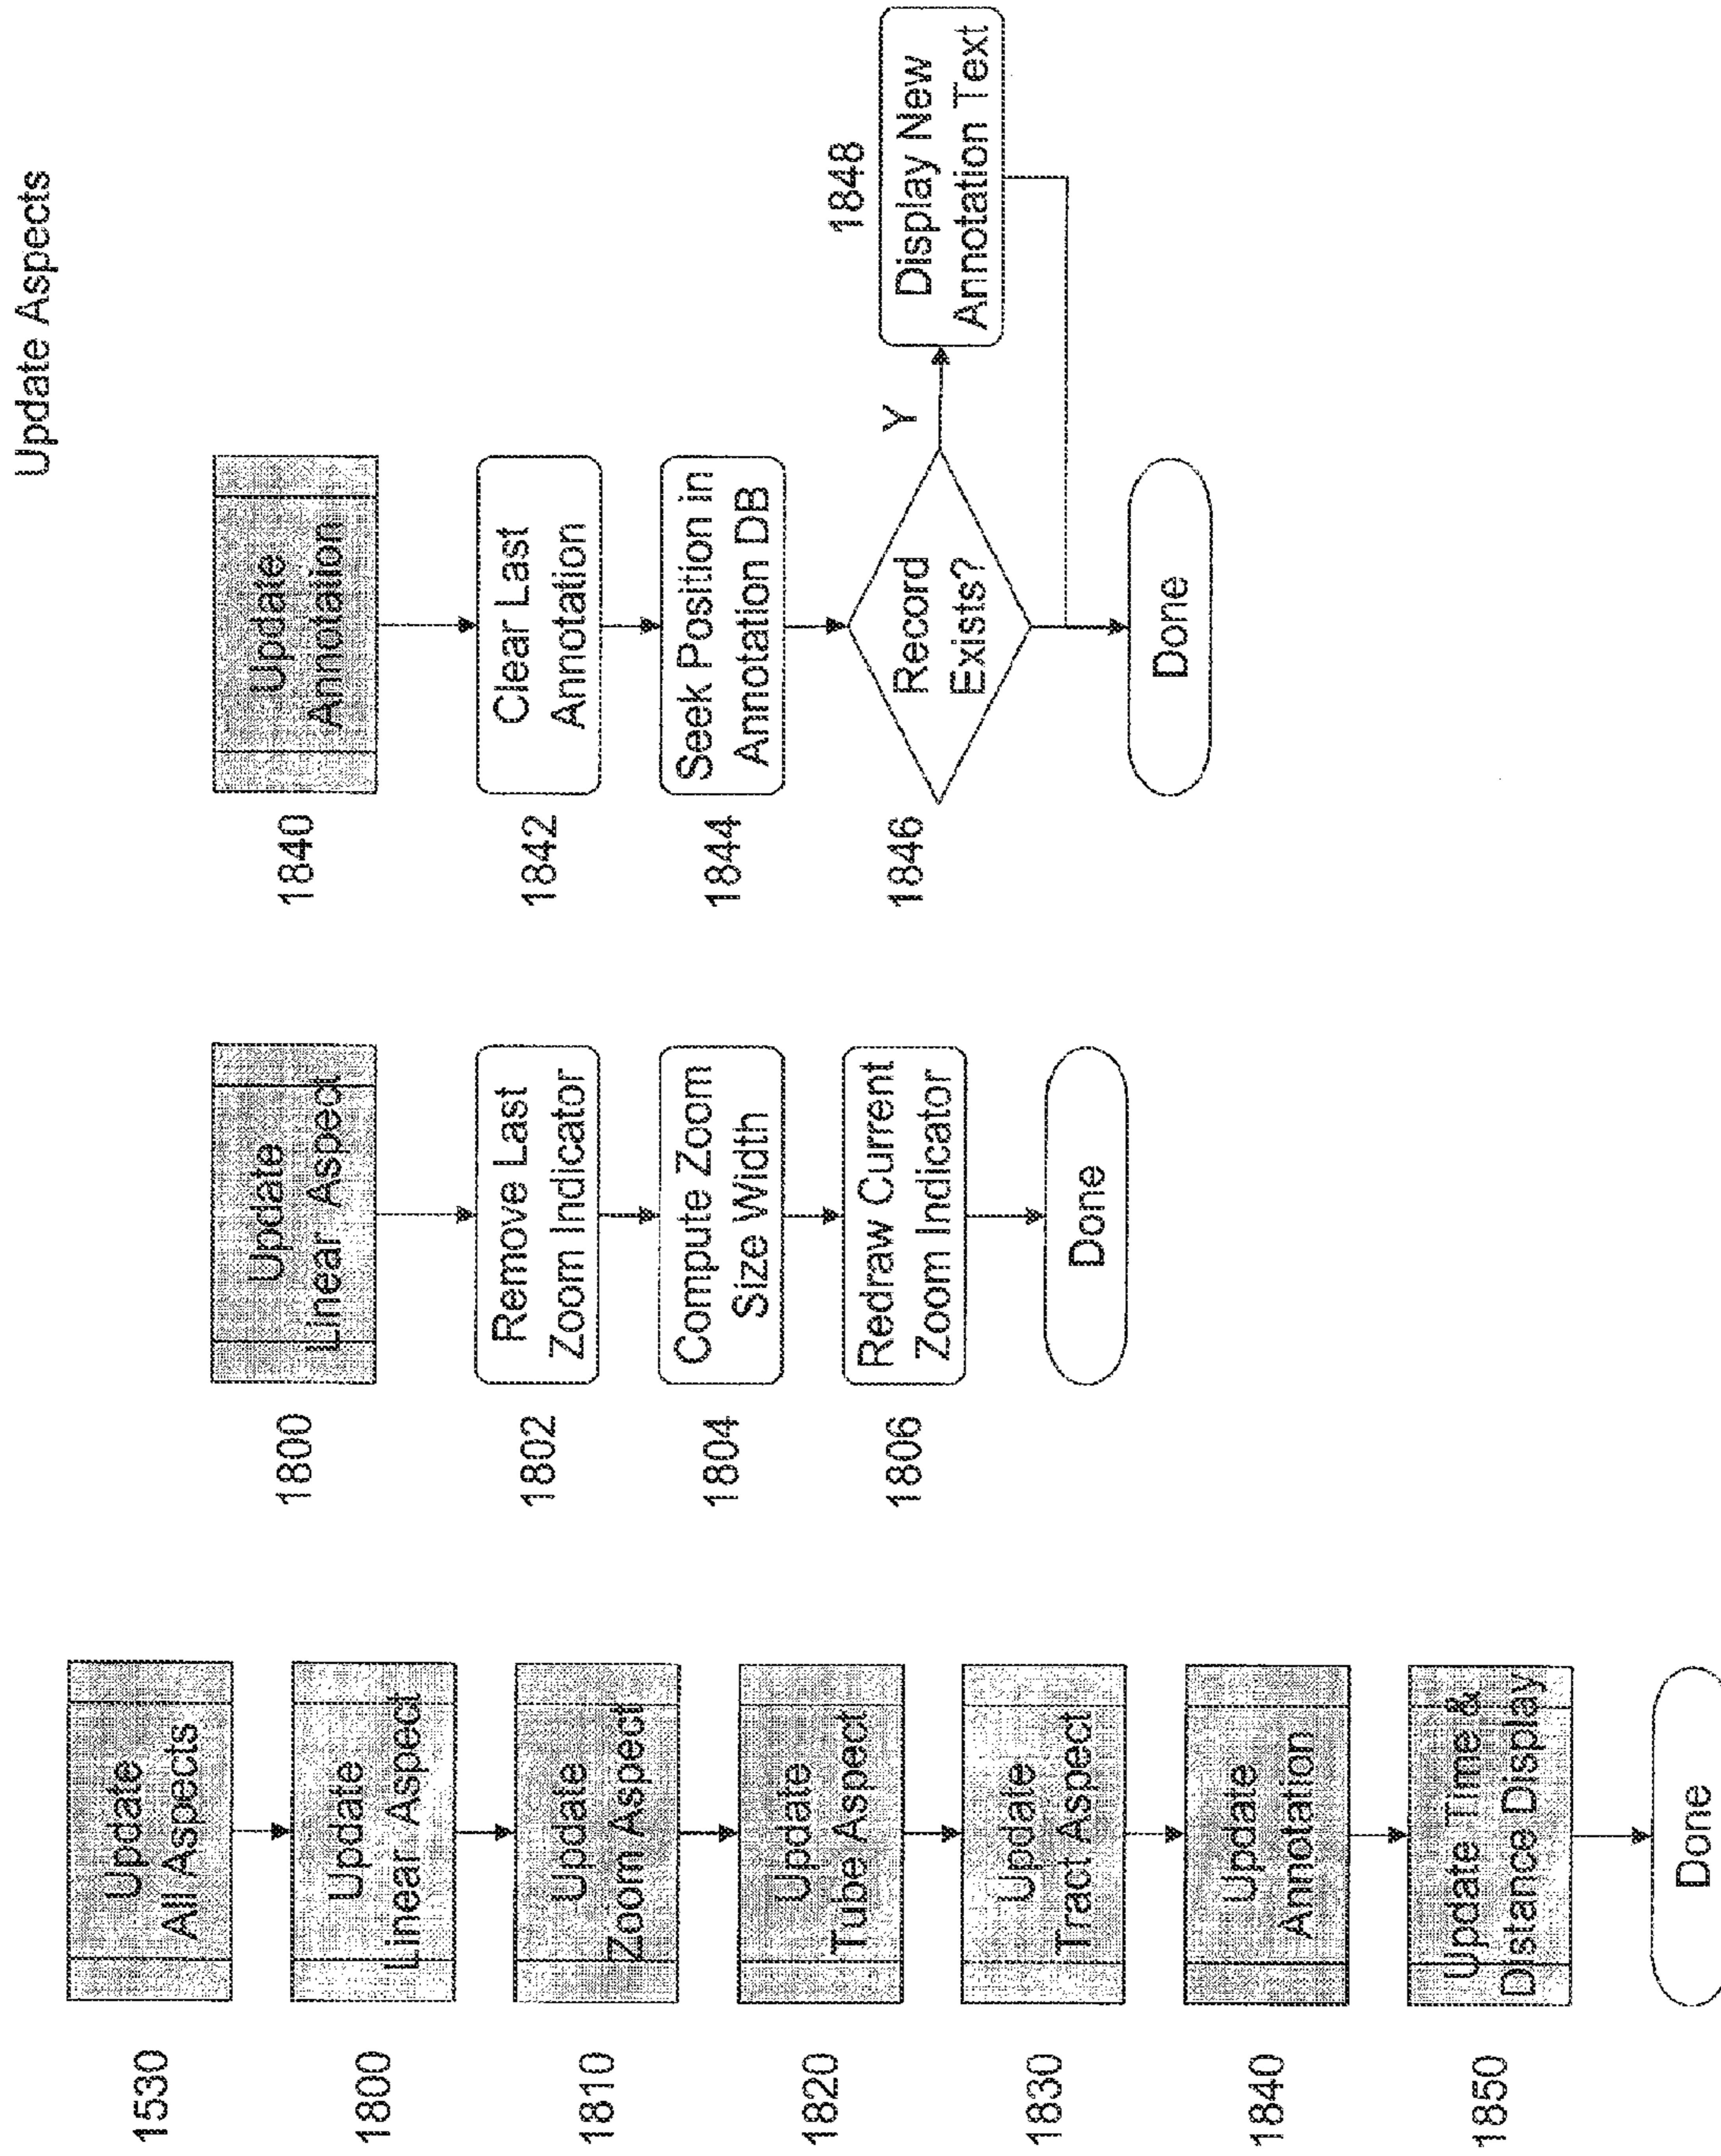 Update Aspects
1530
Update
All Aspects
1800
Update
Linear Aspect
1810
Update
Zoom Aspect
1820
Update
Tube Aspect
1830
Update
Tract Aspect
1840
Update
Annotation
1850
Update Time &
Distance Display
Done
1800
Update
Linear Aspect
1802
Remove Last
Zoom Indicator
1804
Compute Zoom
Size Width
1806
Redraw Current
Zoom Indicator
Done
1840
Update
Annotation
1842
Clear Last
Annotation
1844
Seek Position in
Annotation DB
1846
Record
Exists?
Y
1848
Display New
Annotation Text
Done